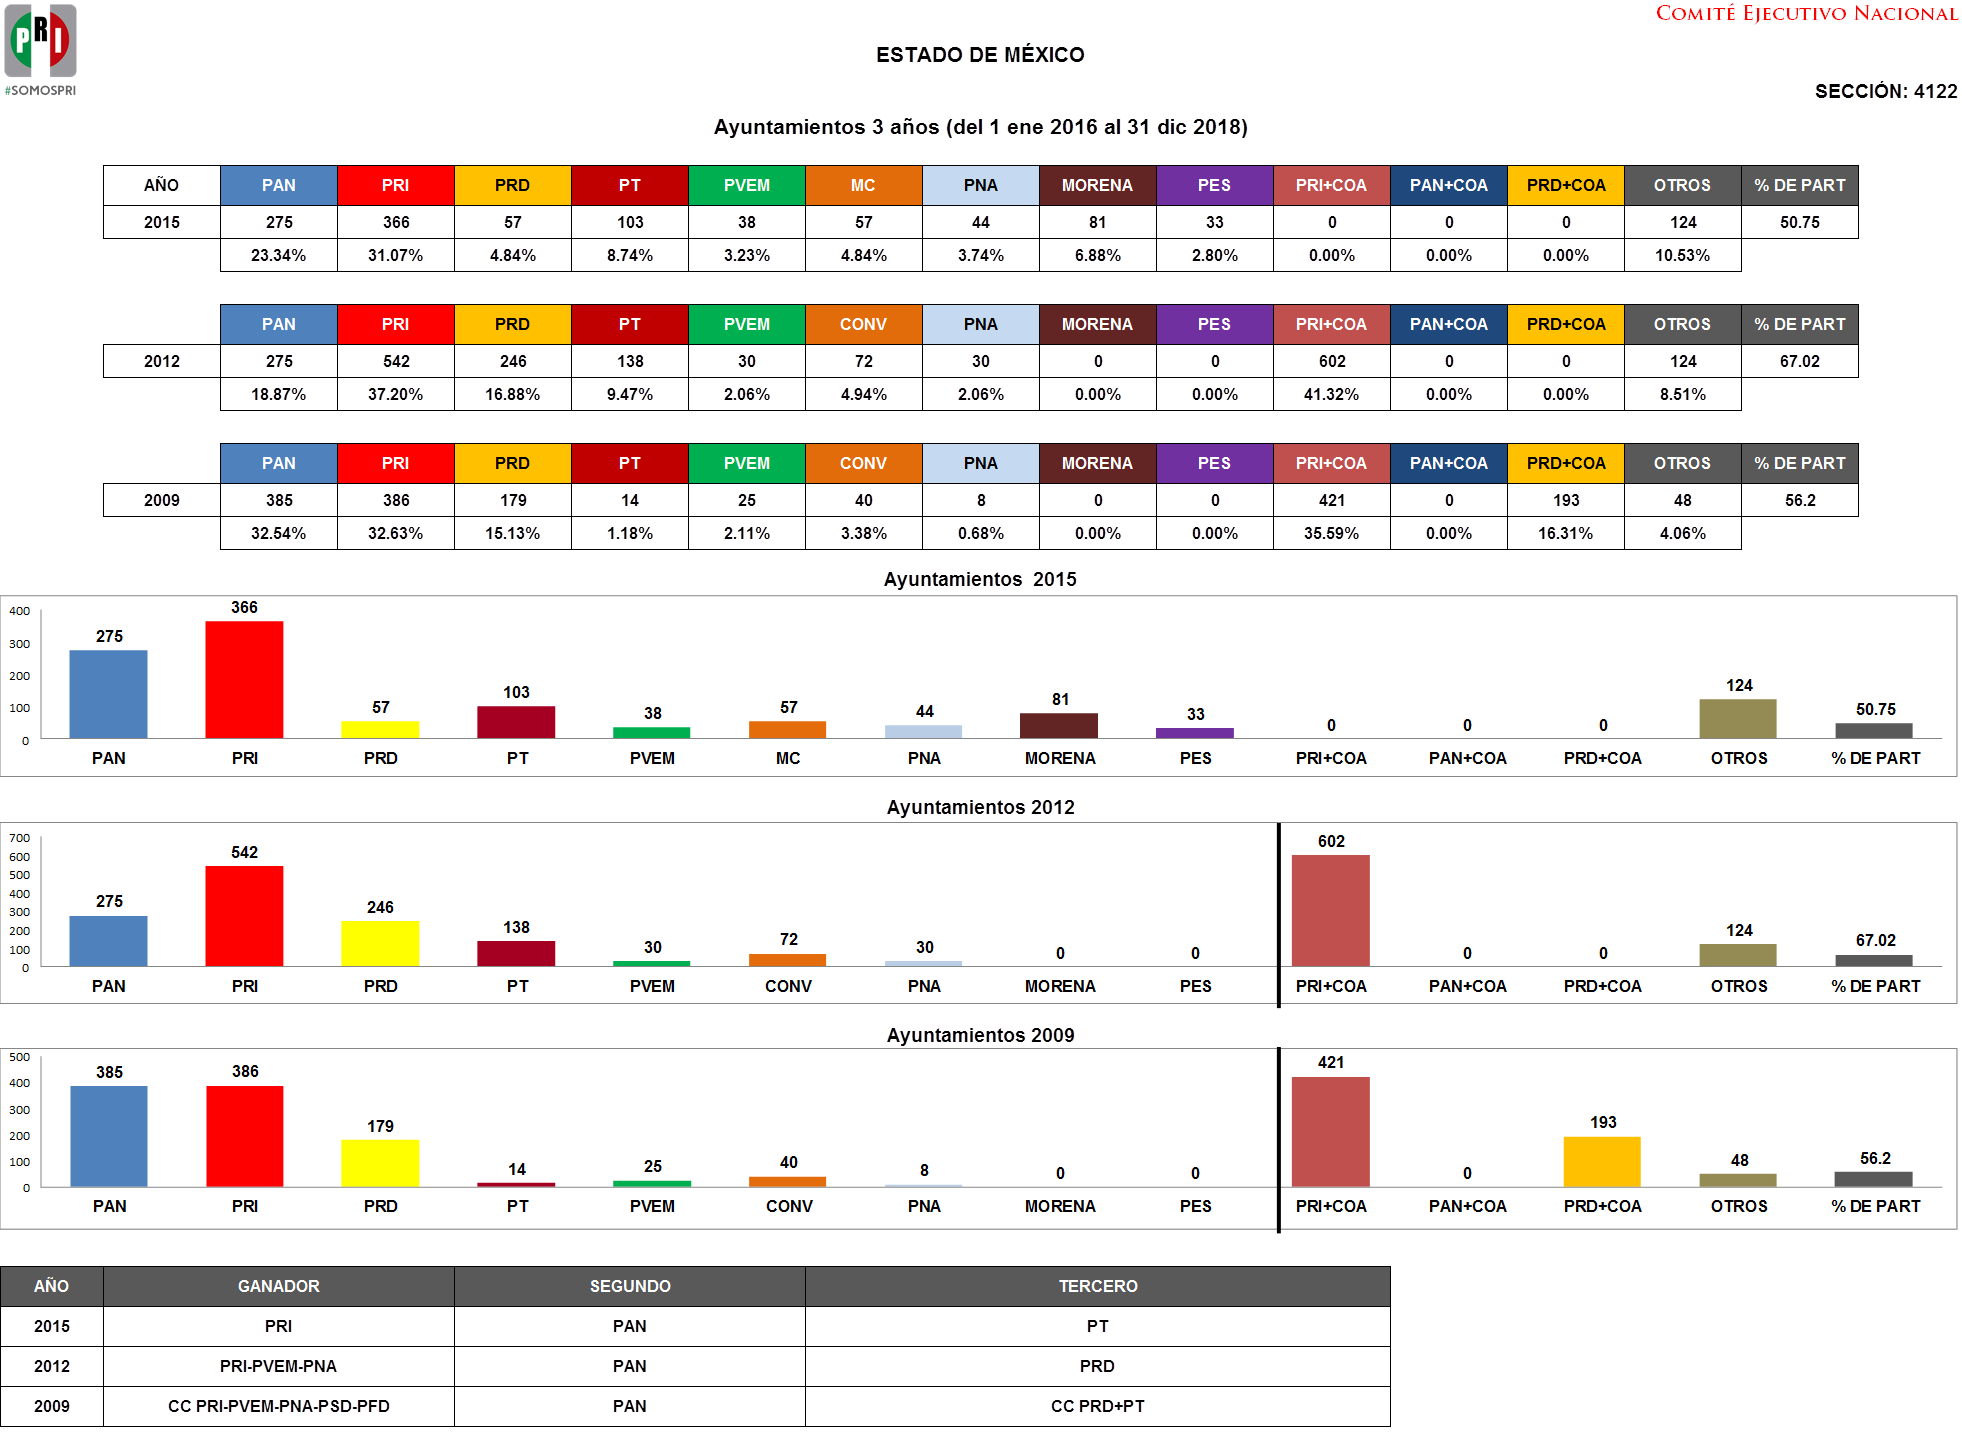 COMITÉ EJECUTIVO NACIONAL
PRI
#SOMOSPRI
ESTADO DE MÉXICO
SECCIÓN: 4122
Ayuntamientos 3 años (del 1 ene 2016 al 31 dic 2018)
AÑO PAN PRI PRD PT PVEM MC PNA MORENA PES PRI+COA PAN+COA PRD+COA OTROS % DE PART
2015 275 366 57 103 38 57 44 81 33 0 0 0 124 50.75
23.34% 31.07% 4.84% 8.74% 3.23% 4.84% 3.74% 6.88% 2.80% 0.00% 0.00% 0.00% 10.53%
PAN PRI PRD PT PVEM CONV PNA MORENA PES PRI+COA PAN+COA PRD+COA OTROS % DE PART
2012 275 542 246 138 30 72 30 0 0 602 0 0 124 67.02
18.87% 37.20% 16.88% 9.47% 2.06% 4.94% 2.06% 0.00% 0.00% 41.32% 0.00% 0.00% 8.51%
PAN PRI PRD PT PVEM CONV PNA MORENA PES PRI+COA PAN+COA PRD+COA OTROS % DE PART
2009 385 386 179 14 25 40 8 0 0 421 0 193 48 56.2
32.54% 32.63% 15.13% 1.18% 2.11% 3.38% 0.68% 0.00% 0.00% 35.59% 0.00% 16.31% 4.06%
Ayuntamientos 2015
400
300
200
100
0
275 366 57 103 38 57 44 81 33 0 0 0 124 50.75
PAN PRI PRD PT PVEM MC PNA MORENA PES PRI+COA PAN+COA PRD+COA OTROS % DE PART
Ayuntamientos 2012
700
600
500
400
300
200
100
0
275 542 246 138 30 72 30 0 0 602 0 0 124 67.02
PAN PRI PRD PT PVEM CONV PNA MORENA PES PRI+COA PAN+COA PRD+COA OTROS % DE PART
Ayuntamientos 2009
500
400
300
200
100
0
385 386 179 14 25 40 8 0 0 421 0 193 48 56.2
PAN PRI PRD PT PVEM CONV PNA MORENA PES PRI+COA PAN+COA PRD+COA OTROS % DE PART
AÑO GANADOR SEGUNDO TERCERO
2015 PRI PAN PT
2012 PRI-PVEM-PNA PAN PRD
2009 CC PRI-PVEM-PNA-PSD-PFD PAN CC PRD+PT